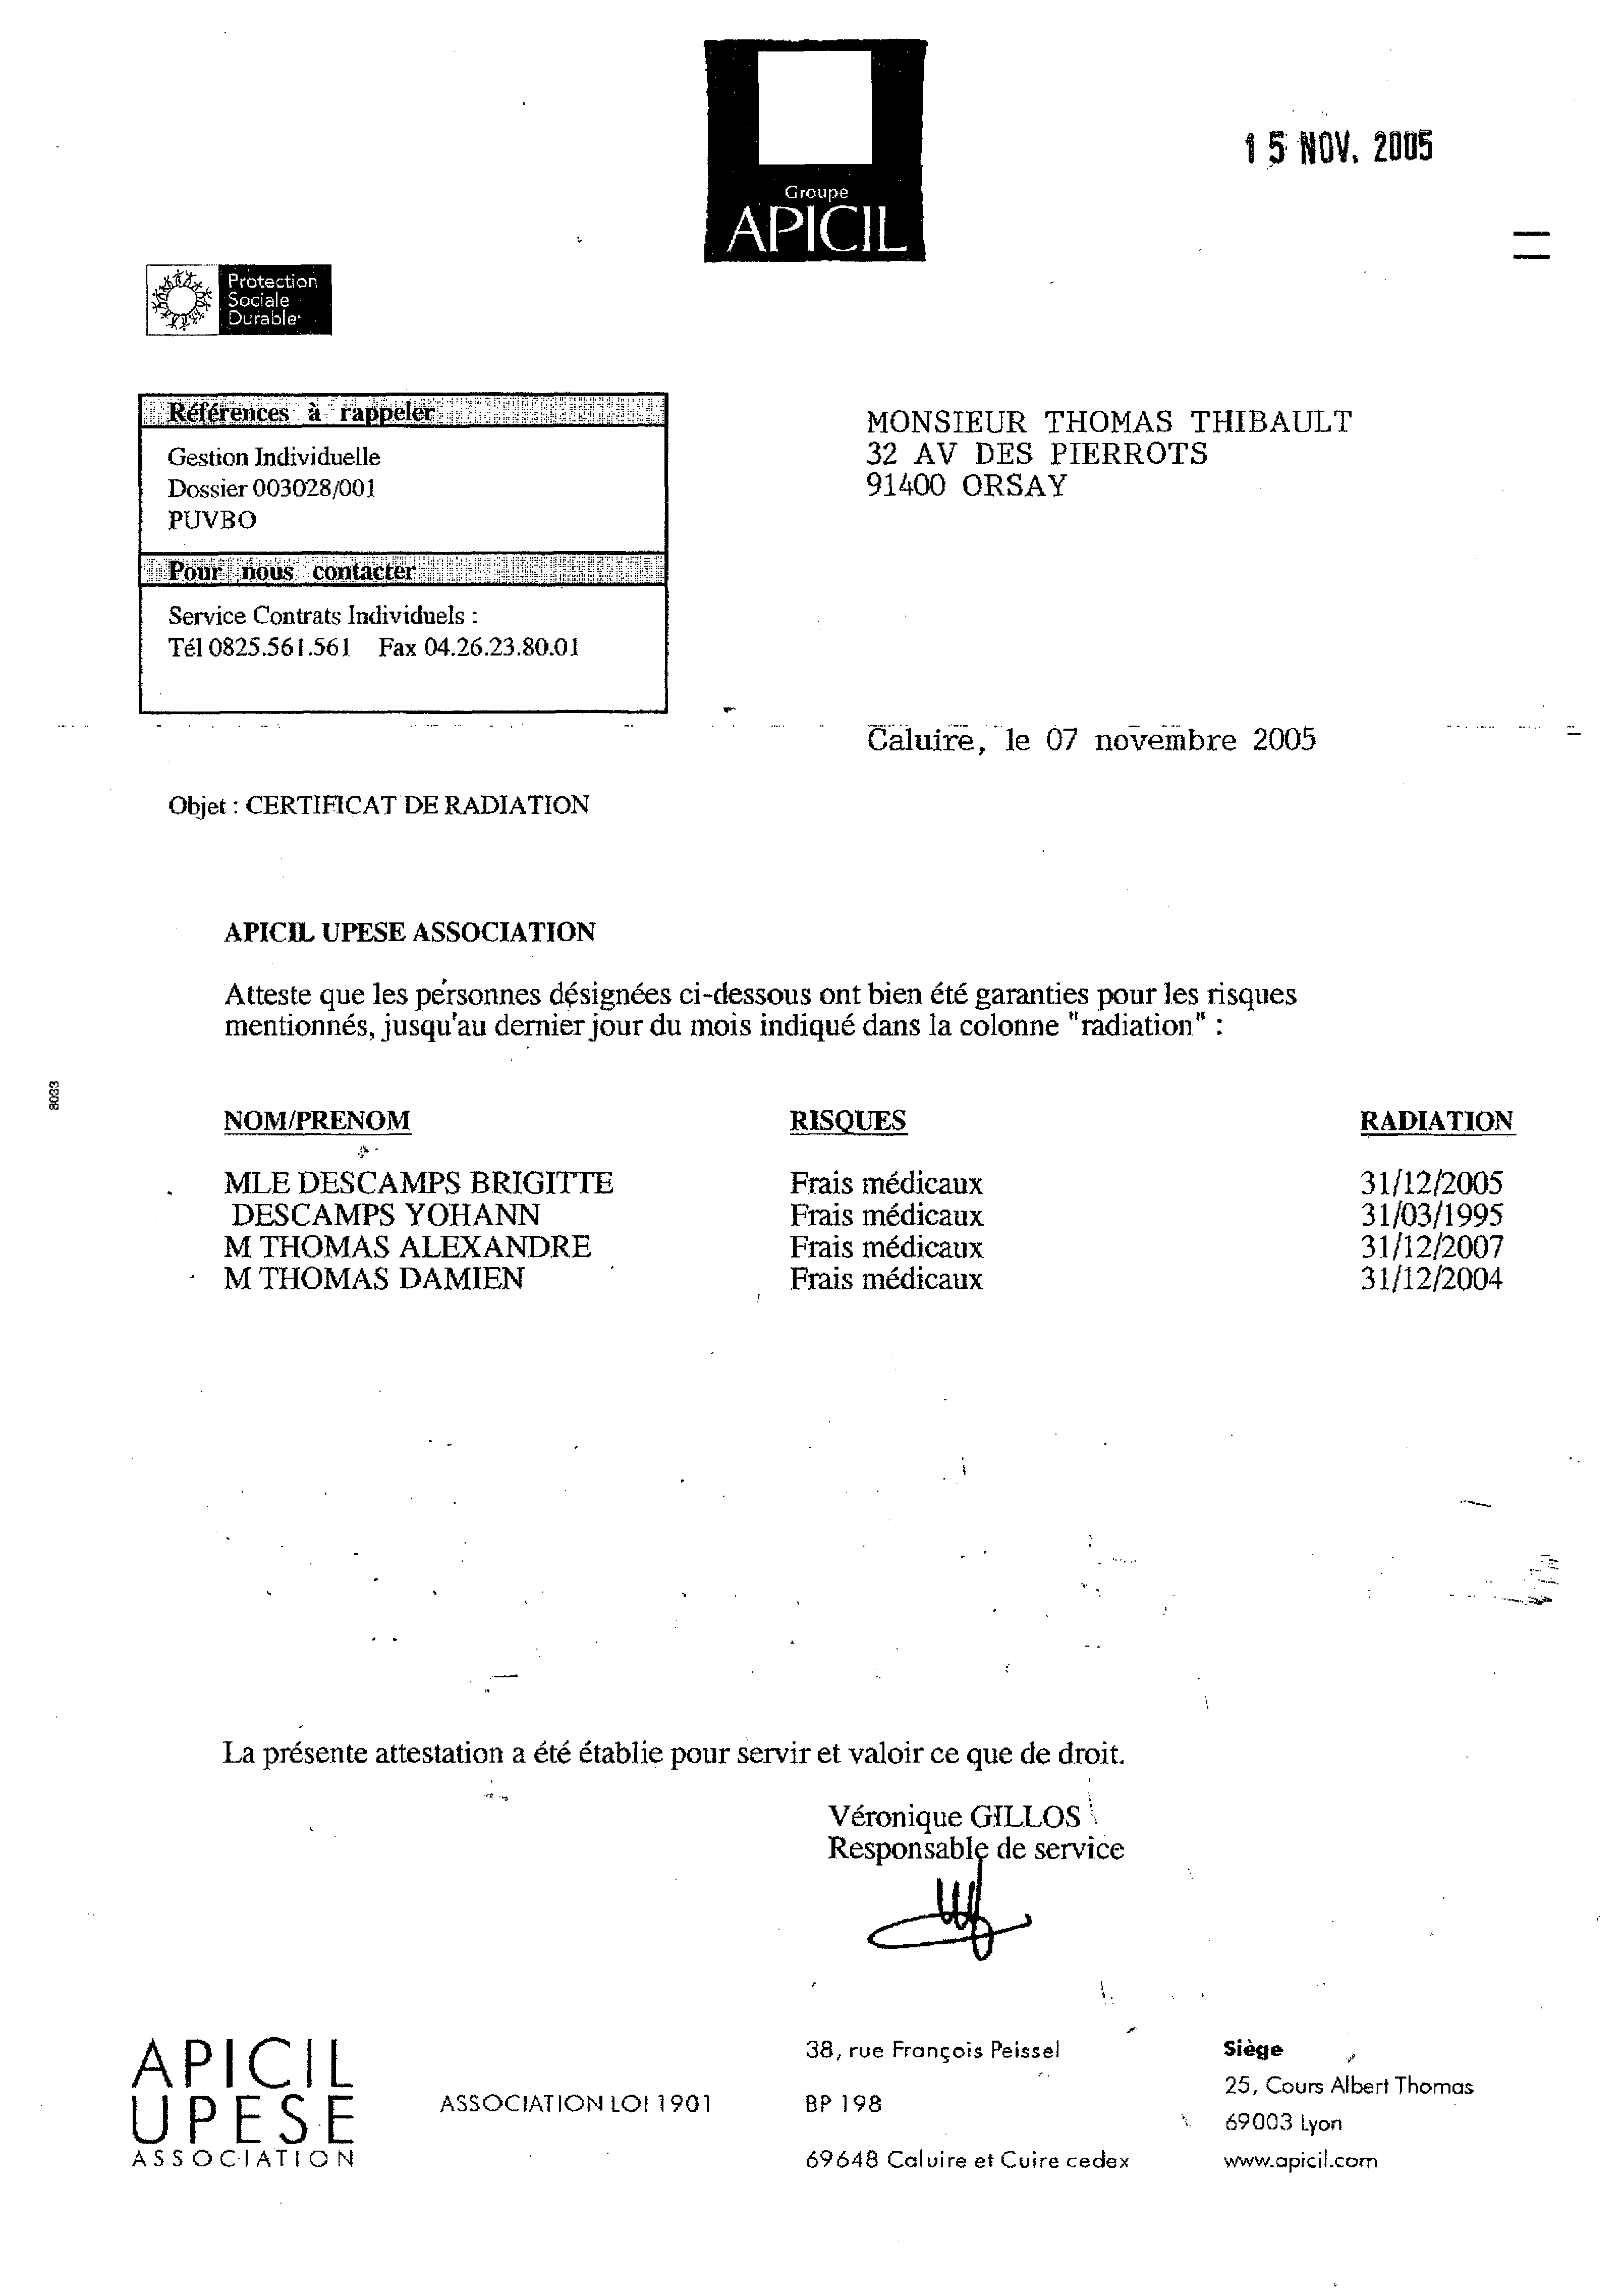 Groupe
APICIL
15 NOV. 2005
Protection
Sociale
Durable
Références à rappeler
Gestion Individuelle
Dossier 003028/001
PUVBO
Pour nous contacter
Service Contrats Individuels :
Tél 0825.561.561 Fax 04.26.23.80.01
MONSIEUR THOMAS THIBAULT
32 AV DES PIERROTS
91400 ORSAY
Caluire, le 07 novembre 2005
Objet : CERTIFICAT DE RADIATION
APICIL UPESE ASSOCIATION
Atteste que les personnes désignées ci-dessous ont bien été garanties pour les risques
mentionnés, jusqu'au dernier jour du mois indiqué dans la colonne "radiation" :
8033
NOM/PRENOM RISQUES RADIATION
MLE DESCAMPS BRIGITTE Frais médicaux 31/12/2005
DESCAMPS YOHANN Frais médicaux 31/03/1995
M THOMAS ALEXANDRE Frais médicaux 31/12/2007
M THOMAS DAMIEN Frais médicaux 31/12/2004
La présente attestation a été établie pour servir et valoir ce que de droit.
Véronique GILLOS
Responsable de service
APICIL
UPESE
ASSOCIATION
ASSOCIATION LOI 1901
38, rue François Peissel
BP 198
69648 Caluire et Cuire cedex
Siège
25, Cours Albert Thomas
69003 Lyon
www.apicil.com